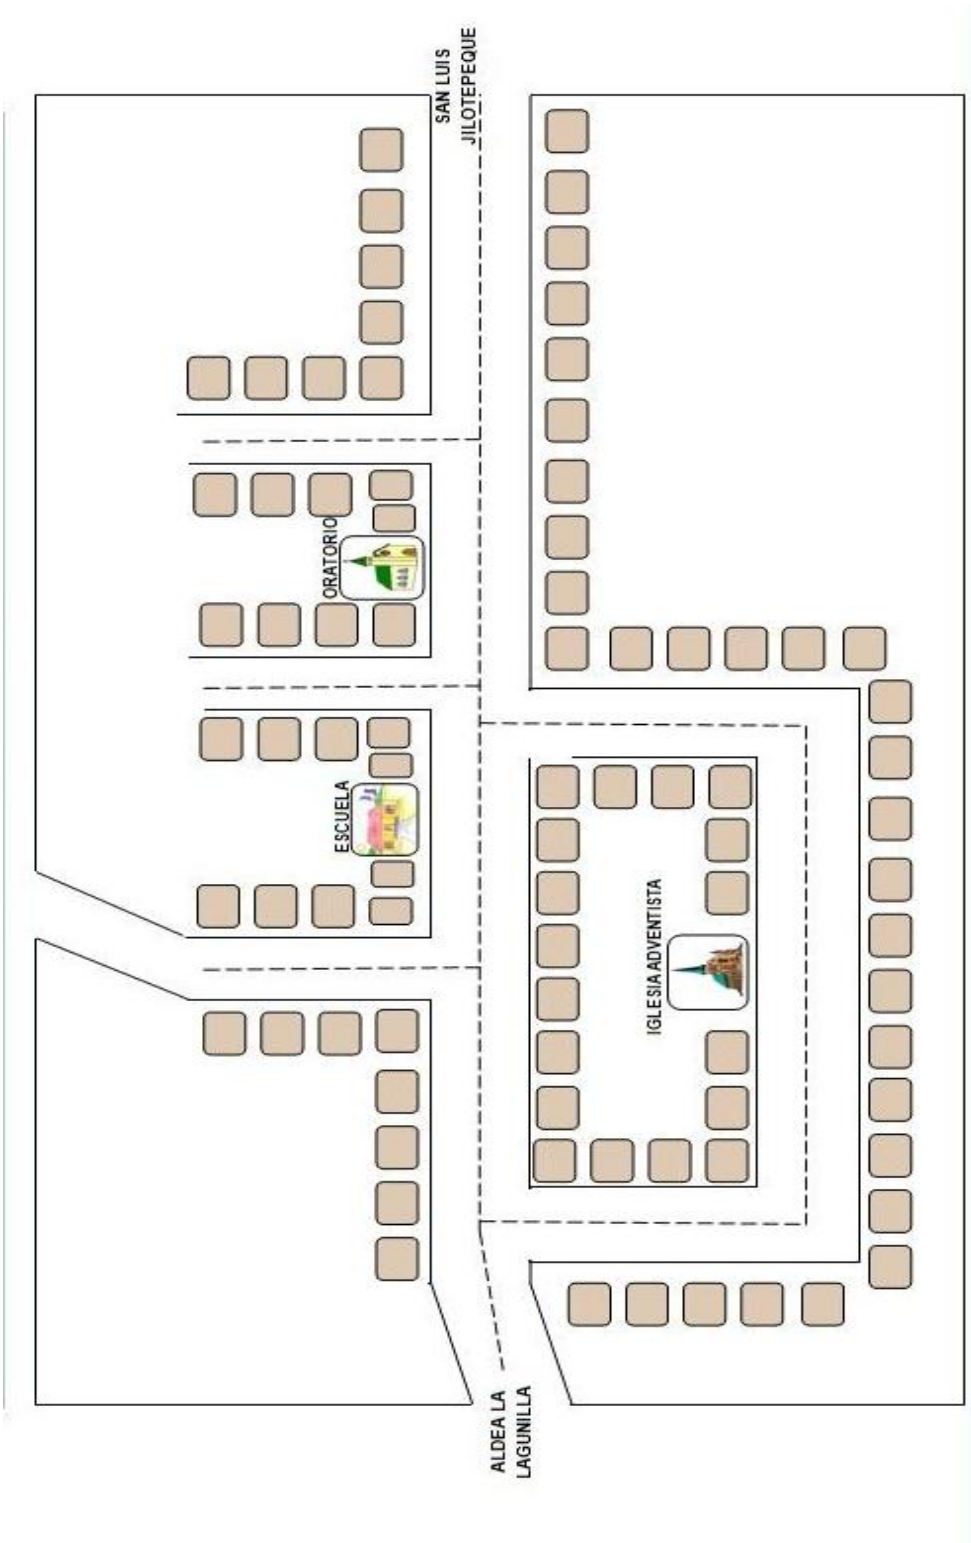 SAN LUIS
JILOTEPEQUE
ORATORIO
ESCUELA
IGLESIA ADVENTISTA
ALDEA LA
LAGUNILLA